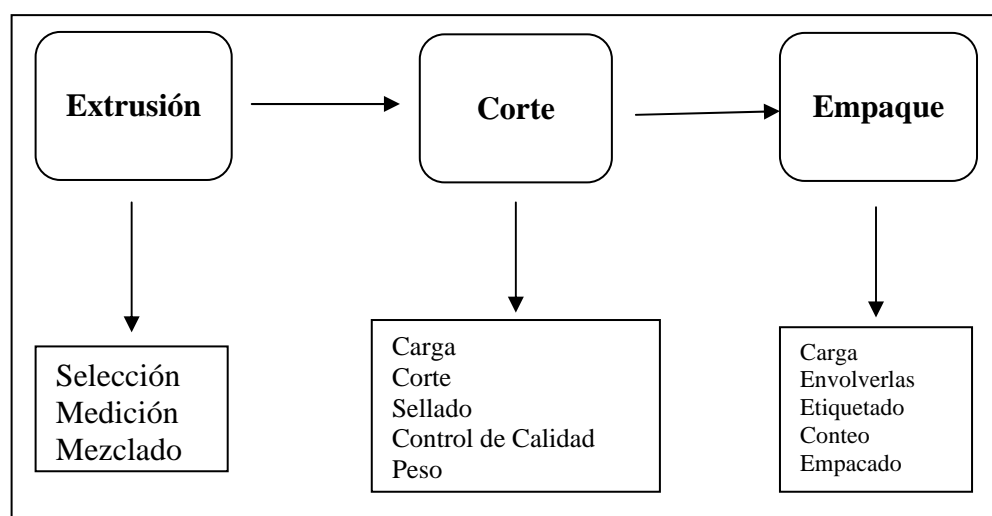 Extrusión
Corte
Empaque
Selección
Medición
Mezclado
Carga
Corte
Sellado
Control de Calidad
Peso
Carga
Envolverlas
Etiquetado
Conteo
Empacado